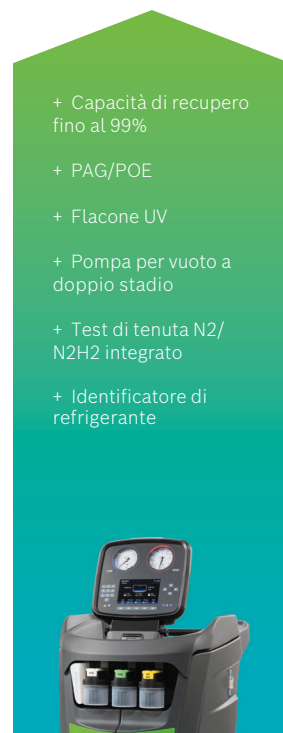 + Capacità di recupero
fino al 99%
+ PAG/POE
+ Flacone UV
+ Pompa per vuoto a
doppio stadio
+ Test di tenuta N2/
N2H2 integrato
+ Identificatore di
refrigerante